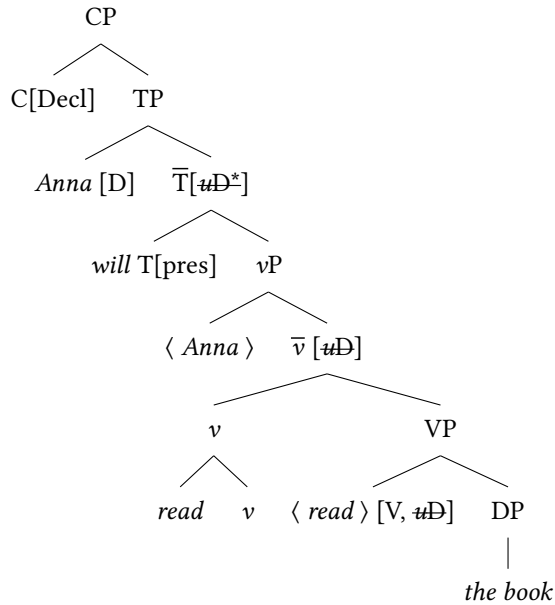 CP
C[Decl] TP
Anna [D] T̅[uD*]
will T[pres] vP
⟨ Anna ⟩ v̅ [uD]
v VP
read v ⟨ read ⟩ [V, uD] DP
the book